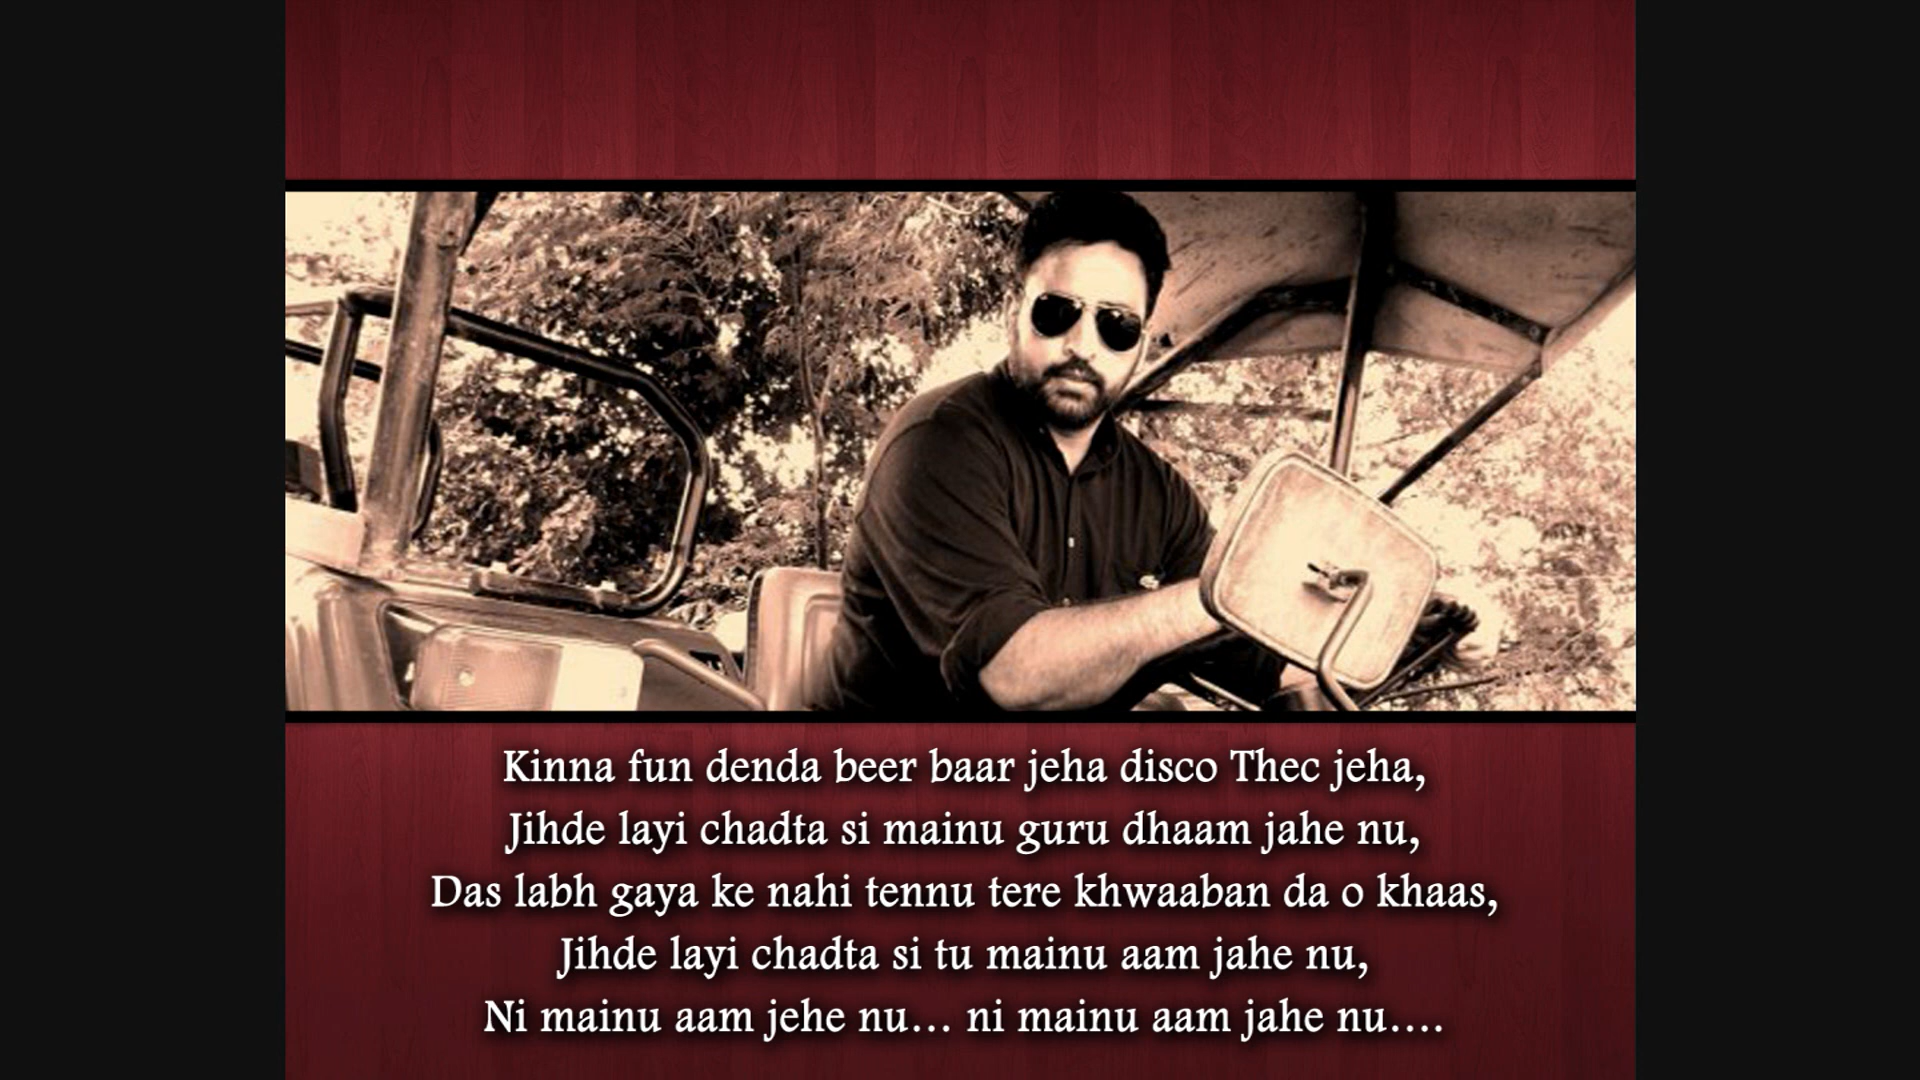 Kinna fun denda beer baar jeha disco Thec jeha,
Jihde layi chadta si mainu guru dhaam jahe nu,
Das labh gaya ke nahi tennu tere khwaaban da o khaas,
Jihde layi chadta si tu mainu aam jahe nu,
Ni mainu aam jehe nu... ni mainu aam jahe nu....